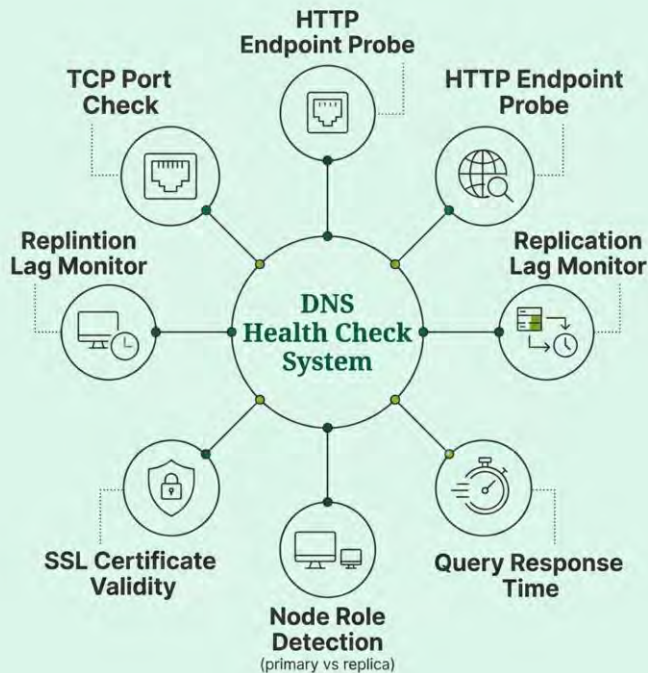 HTTP
Endpoint Probe
TCP Port
Check
HTTP Endpoint
Probe
Replintion
Lag Monitor
Replication
Lag Monitor
DNS
Health Check
System
SSL Certificate
Validity
Query Response
Time
Node Role
Detection
(primary vs replica)